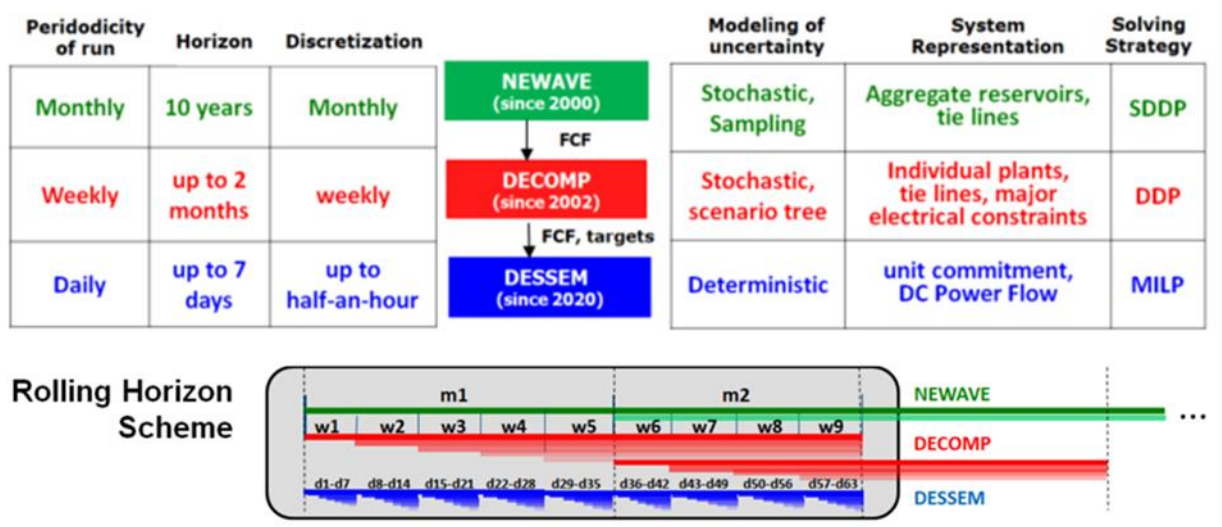 Peridodicity
of run
Horizon
Discretization
Modeling of
uncertainty
System
Representation
Solving
Strategy
Monthly
10 years
Monthly
NEWAVE
(since 2000)
Stochastic,
Sampling
Aggregate reservoirs,
tie lines
SDDP
FCF
Weekly
up to 2
months
weekly
DECOMP
(since 2002)
Stochastic,
scenario tree
Individual plants,
tie lines, major
electrical constraints
DDP
FCF, targets
Daily
up to 7
days
up to
half-an-hour
DESSEM
(since 2020)
Deterministic
unit commitment,
DC Power Flow
MILP
Rolling Horizon
Scheme
m1 m2
NEWAVE
...
w1 w2 w3 w4 w5 w6 w7 w8 w9
DECOMP
d1-d7 d8-d14 d15-d21 d22-d28 d29-d35 d36-d42 d43-d49 d50-d56 d57-d63
DESSEM